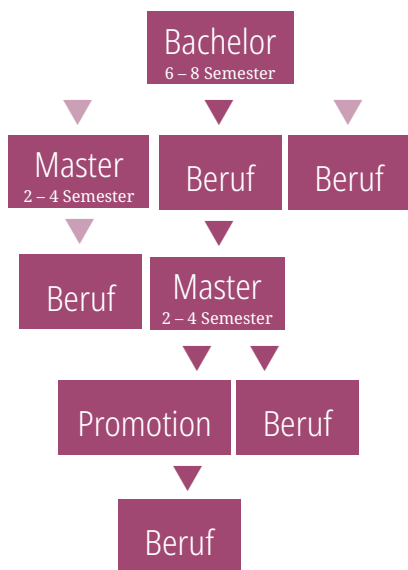 Bachelor
6 – 8 Semester
Master
2 – 4 Semester
Beruf
Beruf
Beruf
Master
2 – 4 Semester
Promotion
Beruf
Beruf